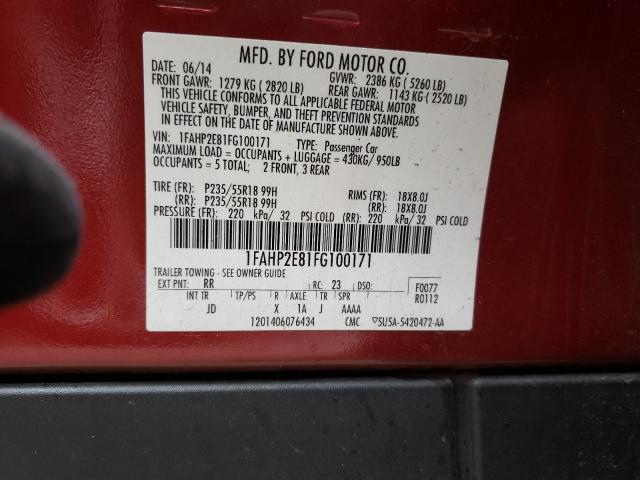 MFD. BY FORD MOTOR CO.
DATE: 06/14 GVWR: 2386 KG (5260 LB)
FRONT GAWR: 1279 KG (2820 LB) REAR GAWR: 1143 KG (2520 LB)
THIS VEHICLE CONFORMS TO ALL APPLICABLE FEDERAL MOTOR
VEHICLE SAFETY, BUMPER, AND THEFT PREVENTION STANDARDS
IN EFFECT ON THE DATE OF MANUFACTURE SHOWN ABOVE.
VIN: 1FAHP2E81FG100171 TYPE: Passenger Car
MAXIMUM LOAD = OCCUPANTS + LUGGAGE = 430KG/950LB
OCCUPANTS = 5 TOTAL; 2 FRONT, 3 REAR
TIRE (FR): P235/55R18 99H RIMS (FR): 18X8.0J
(RR): P235/55R18 99H (RR): 18X8.0J
PRESSURE (FR): 220 kPa/ 32 PSI COLD (RR): 220 kPa/ 32 PSI COLD
1FAHP2E81FG100171
TRAILER TOWING - SEE OWNER GUIDE
EXT PNT: RR RC: 23 DSO: F0077
R0112
INT TR TP/PS R AXLE TR SPR
JD X 1A J AAAA
1201406076434 CMC ▽5U5A-5420472-AA